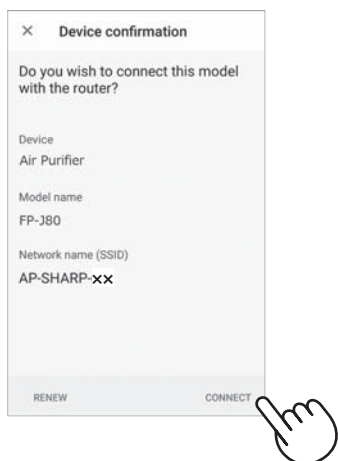 × Device confirmation
Do you wish to connect this model
with the router?
Device
Air Purifier
Model name
FP-J80
Network name (SSID)
AP-SHARP-××
RENEW CONNECT